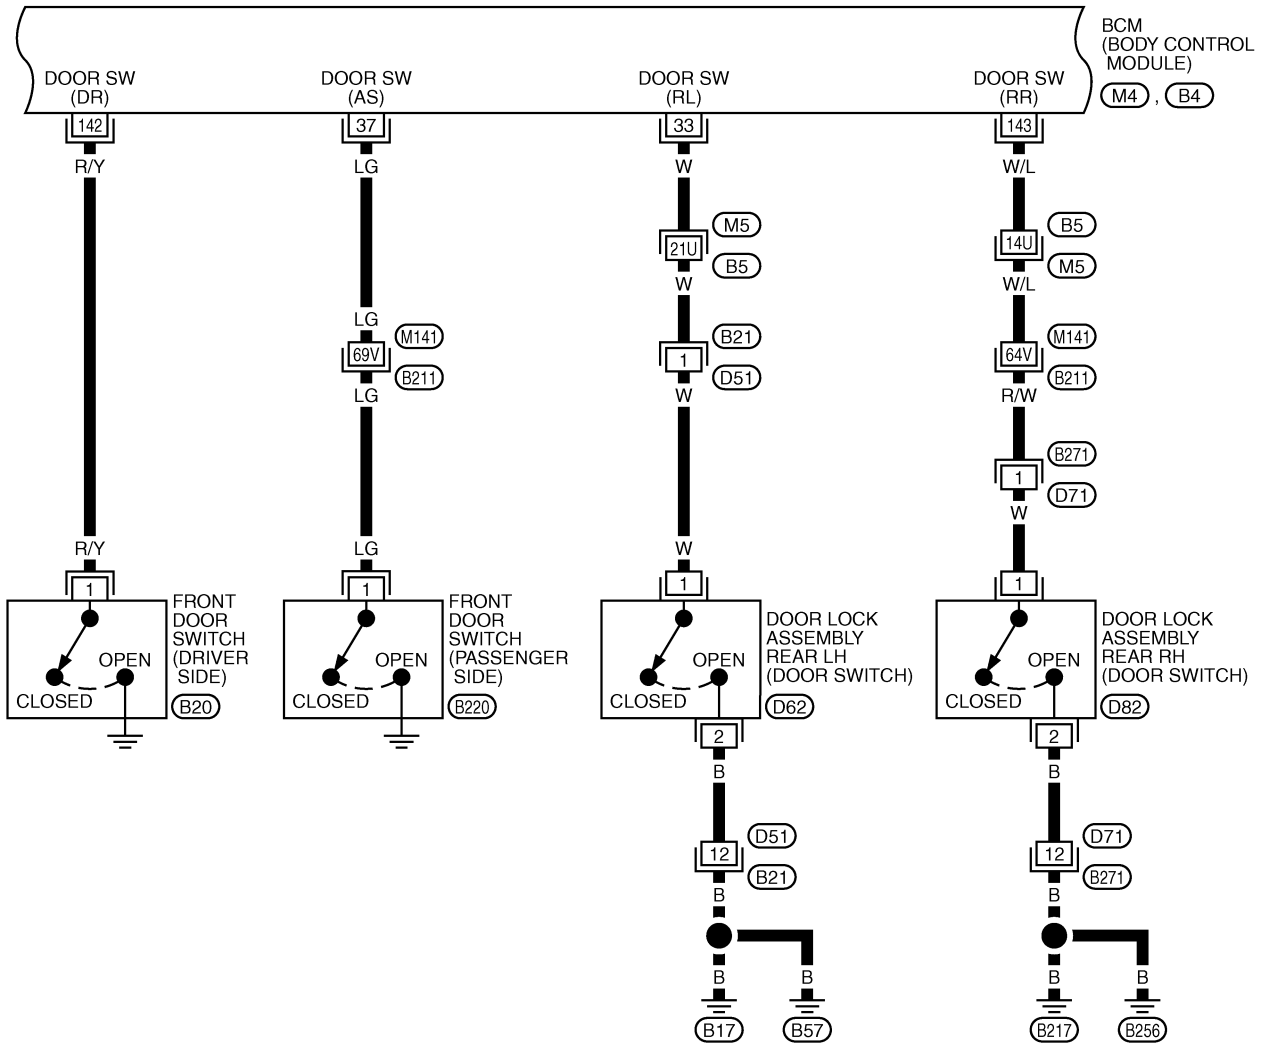 BCM
(BODY CONTROL
MODULE)
M4 , B4
DOOR SW
(DR)
DOOR SW
(AS)
DOOR SW
(RL)
DOOR SW
(RR)
142
37
33
143
R/Y
LG
W
W/L
M5
21U
B5
W
B5
14U
M5
W/L
LG
M141
69V
B211
LG
B21
1
D51
W
M141
64V
B211
R/W
B271
1
D71
W
R/Y
LG
W
1
1
1
1
FRONT
DOOR
SWITCH
(DRIVER
SIDE)
B20
OPEN
CLOSED
FRONT
DOOR
SWITCH
(PASSENGER
SIDE)
B220
OPEN
CLOSED
DOOR LOCK
ASSEMBLY
REAR LH
(DOOR SWITCH)
D62
OPEN
CLOSED
DOOR LOCK
ASSEMBLY
REAR RH
(DOOR SWITCH)
D82
OPEN
CLOSED
2
B
D51
12
B21
B
B
B
B17
B57
2
B
D71
12
B271
B
B
B
B217
B256